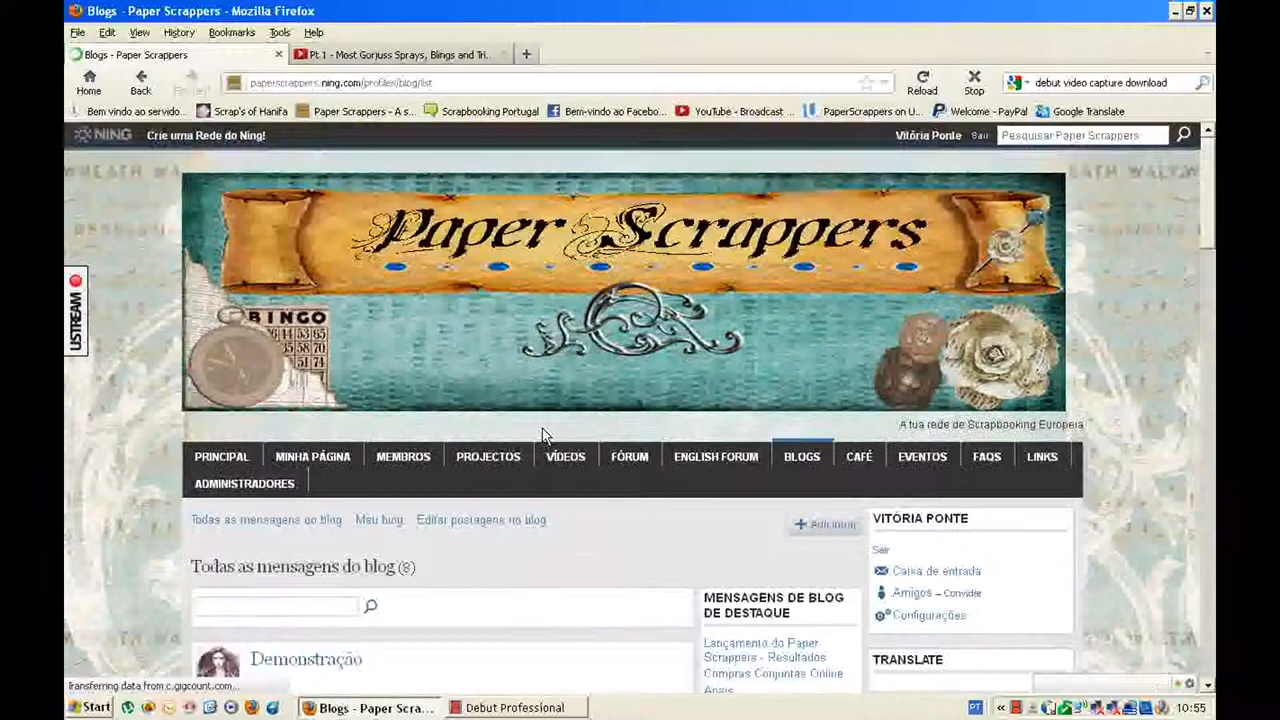 Blogs - Paper Scrappers - Mozilla Firefox
File Edit View History Bookmarks Tools Help
Blogs - Paper Scrappers
Pt 1 - Most Gorjuss Sprays, Blings and Tri...
Home Back Reload Stop
paperscrappers.ning.com/profiles/blog/list
debut video capture download
Bem vindo ao servido... Scrap's of Hanifa Paper Scrappers - A s... Scrapbooking Portugal Bem-vindo ao Facebo... YouTube - Broadcast ... PaperScrappers on U... Welcome - PayPal Google Translate
NING Crie uma Rede do Ning! Vitória Ponte Sair Pesquisar Paper Scrappers
Paper Scrappers
BINGO
USTREAM
A tua rede de Scrapbooking Europeia
PRINCIPAL MINHA PÁGINA MEMBROS PROJECTOS VÍDEOS FÓRUM ENGLISH FORUM BLOGS CAFÉ EVENTOS FAQS LINKS
ADMINISTRADORES
Todas as mensagens do blog Meu blog Editar postagens no blog
Adicionar
VITÓRIA PONTE
Sair
Caixa de entrada
Amigos – Convidar
Configurações
Todas as mensagens do blog (8)
MENSAGENS DE BLOG
DE DESTAQUE
Lançamento do Paper
Scrappers - Resultados
Compras Conjuntas Online
Demonstração
TRANSLATE
Transferring data from c.gigcount.com...
Start Blogs - Paper Scra... Debut Professional PT 10:55